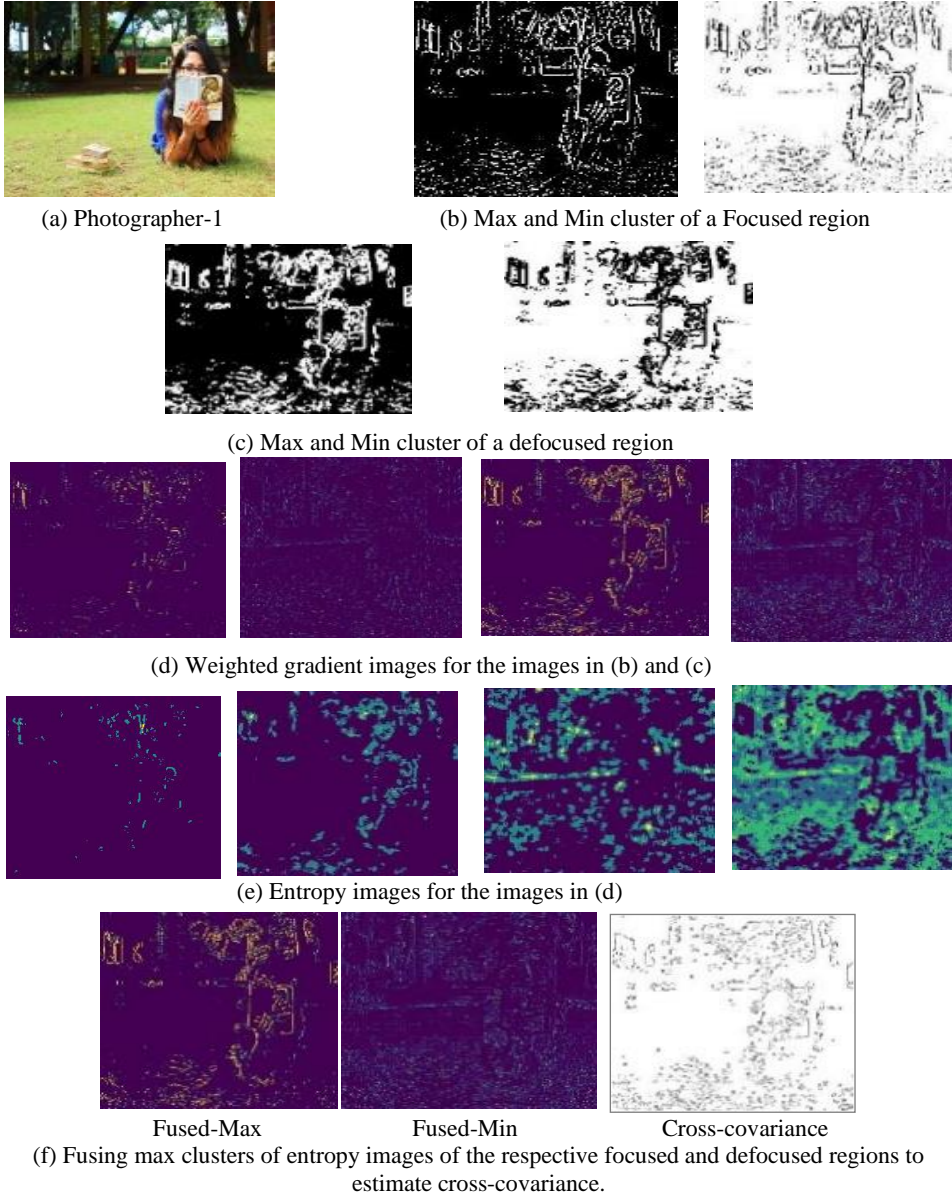 (a) Photographer-1
(b) Max and Min cluster of a Focused region
(c) Max and Min cluster of a defocused region
(d) Weighted gradient images for the images in (b) and (c)
(e) Entropy images for the images in (d)
Fused-Max
Fused-Min
Cross-covariance
(f) Fusing max clusters of entropy images of the respective focused and defocused regions to
estimate cross-covariance.